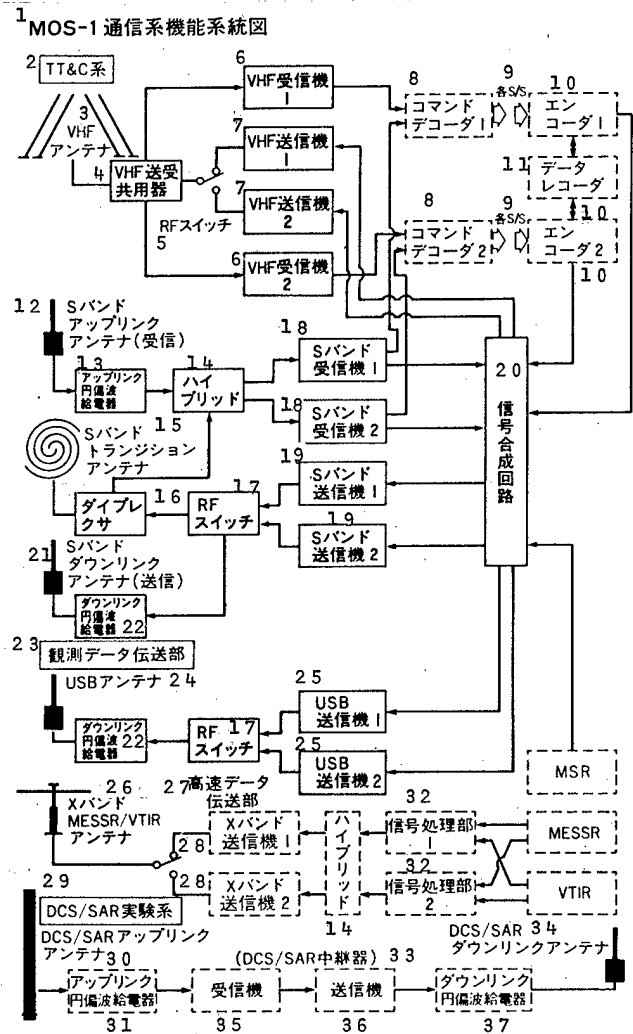 1
MOS-1 通信系機能系統図
2
TT&C系
3
VHF
アンテナ
4
VHF送受
共用器
5
RFスイッチ
6
VHF受信機
1
7
VHF送信機
1
7
VHF送信機
2
6
VHF受信機
2
8
コマンド
デコーダ1
9
各S/S
10
エン
コーダ1
11
データ
レコーダ
8
コマンド
デコーダ2
9
各S/S
10
エン
コーダ2
10
12
Sバンド
アップリンク
アンテナ(受信)
13
アップリンク
円偏波
給電器
14
ハイ
ブリッド
18
Sバンド
受信機1
18
Sバンド
受信機2
20
信号合成回路
15
Sバンド
トランジション
アンテナ
ダイプレ
クサ
16
17
RF
スイッチ
19
Sバンド
送信機1
19
Sバンド
送信機2
21
Sバンド
ダウンリンク
アンテナ(送信)
ダウンリンク
円偏波
給電器 22
23
観測データ伝送部
USBアンテナ 24
ダウンリンク
円偏波
給電器 22
RF 17
スイッチ
25
USB
送信機1
25
USB
送信機2
MSR
26
Xバンド
MESSR/VTIR
アンテナ
27
高速データ
伝送部
28
Xバンド
送信機1
28
Xバンド
送信機2
ハイブリッド
14
32
信号処理部
1
32
信号処理部
2
MESSR
VTIR
29
DCS/SAR実験系
DCS/SARアップリンク
アンテナ
30
(DCS/SAR中継器) 33
DCS/SAR 34
ダウンリンクアンテナ
アップリンク
円偏波給電器
31
受信機
35
送信機
36
ダウンリンク
円偏波給電器
37